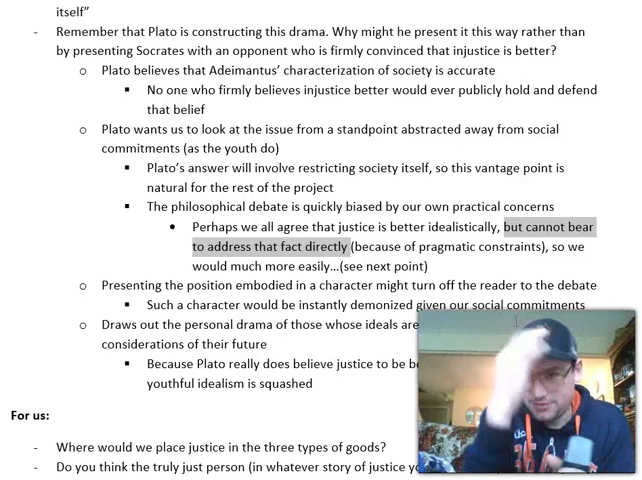 itself”
- Remember that Plato is constructing this drama. Why might he present it this way rather than
by presenting Socrates with an opponent who is firmly convinced that injustice is better?
o Plato believes that Adeimantus’ characterization of society is accurate
▪ No one who firmly believes injustice better would ever publicly hold and defend
that belief
o Plato wants us to look at the issue from a standpoint abstracted away from social
commitments (as the youth do)
▪ Plato’s answer will involve restricting society itself, so this vantage point is
natural for the rest of the project
▪ The philosophical debate is quickly biased by our own practical concerns
• Perhaps we all agree that justice is better idealistically, but cannot bear
to address that fact directly (because of pragmatic constraints), so we
would much more easily…(see next point)
o Presenting the position embodied in a character might turn off the reader to the debate
▪ Such a character would be instantly demonized given our social commitments
o Draws out the personal drama of those whose ideals are
considerations of their future
▪ Because Plato really does believe justice to be
youthful idealism is squashed
For us:
- Where would we place justice in the three types of goods?
- Do you think the truly just person (in whatever story of justice